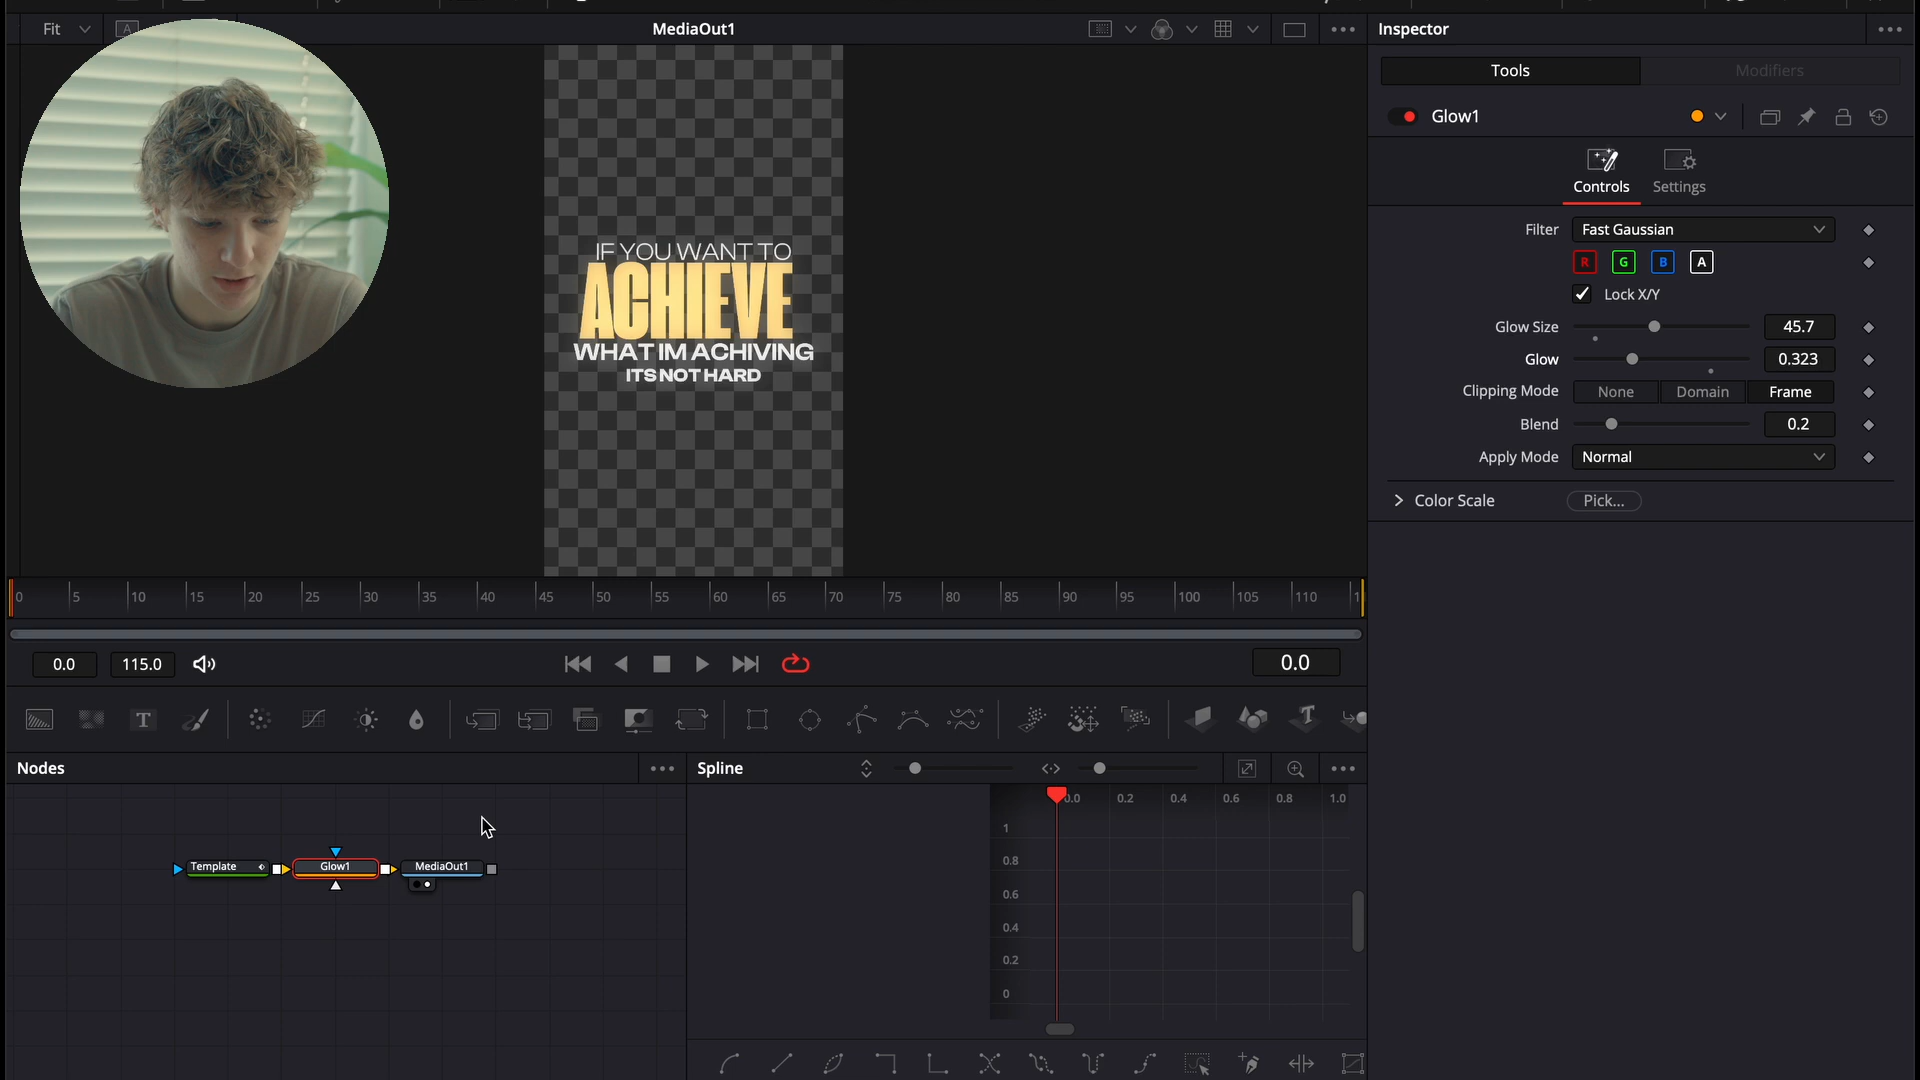 Fit
A
MediaOut1
Inspector
Tools
Modifiers
Glow1
Controls
Settings
Filter
Fast Gaussian
R
G
B
A
Lock X/Y
Glow Size
45.7
Glow
0.323
Clipping Mode
None
Domain
Frame
Blend
0.2
Apply Mode
Normal
Color Scale
Pick...
IF YOU WANT TO
ACHIEVE
WHAT IM ACHIVING
ITS NOT HARD
0 5 10 15 20 25 30 35 40 45 50 55 60 65 70 75 80 85 90 95 100 105 110
0.0
115.0
0.0
T
Nodes
Spline
Template
Glow1
MediaOut1
0.0 0.2 0.4 0.6 0.8 1.0
1
0.8
0.6
0.4
0.2
0